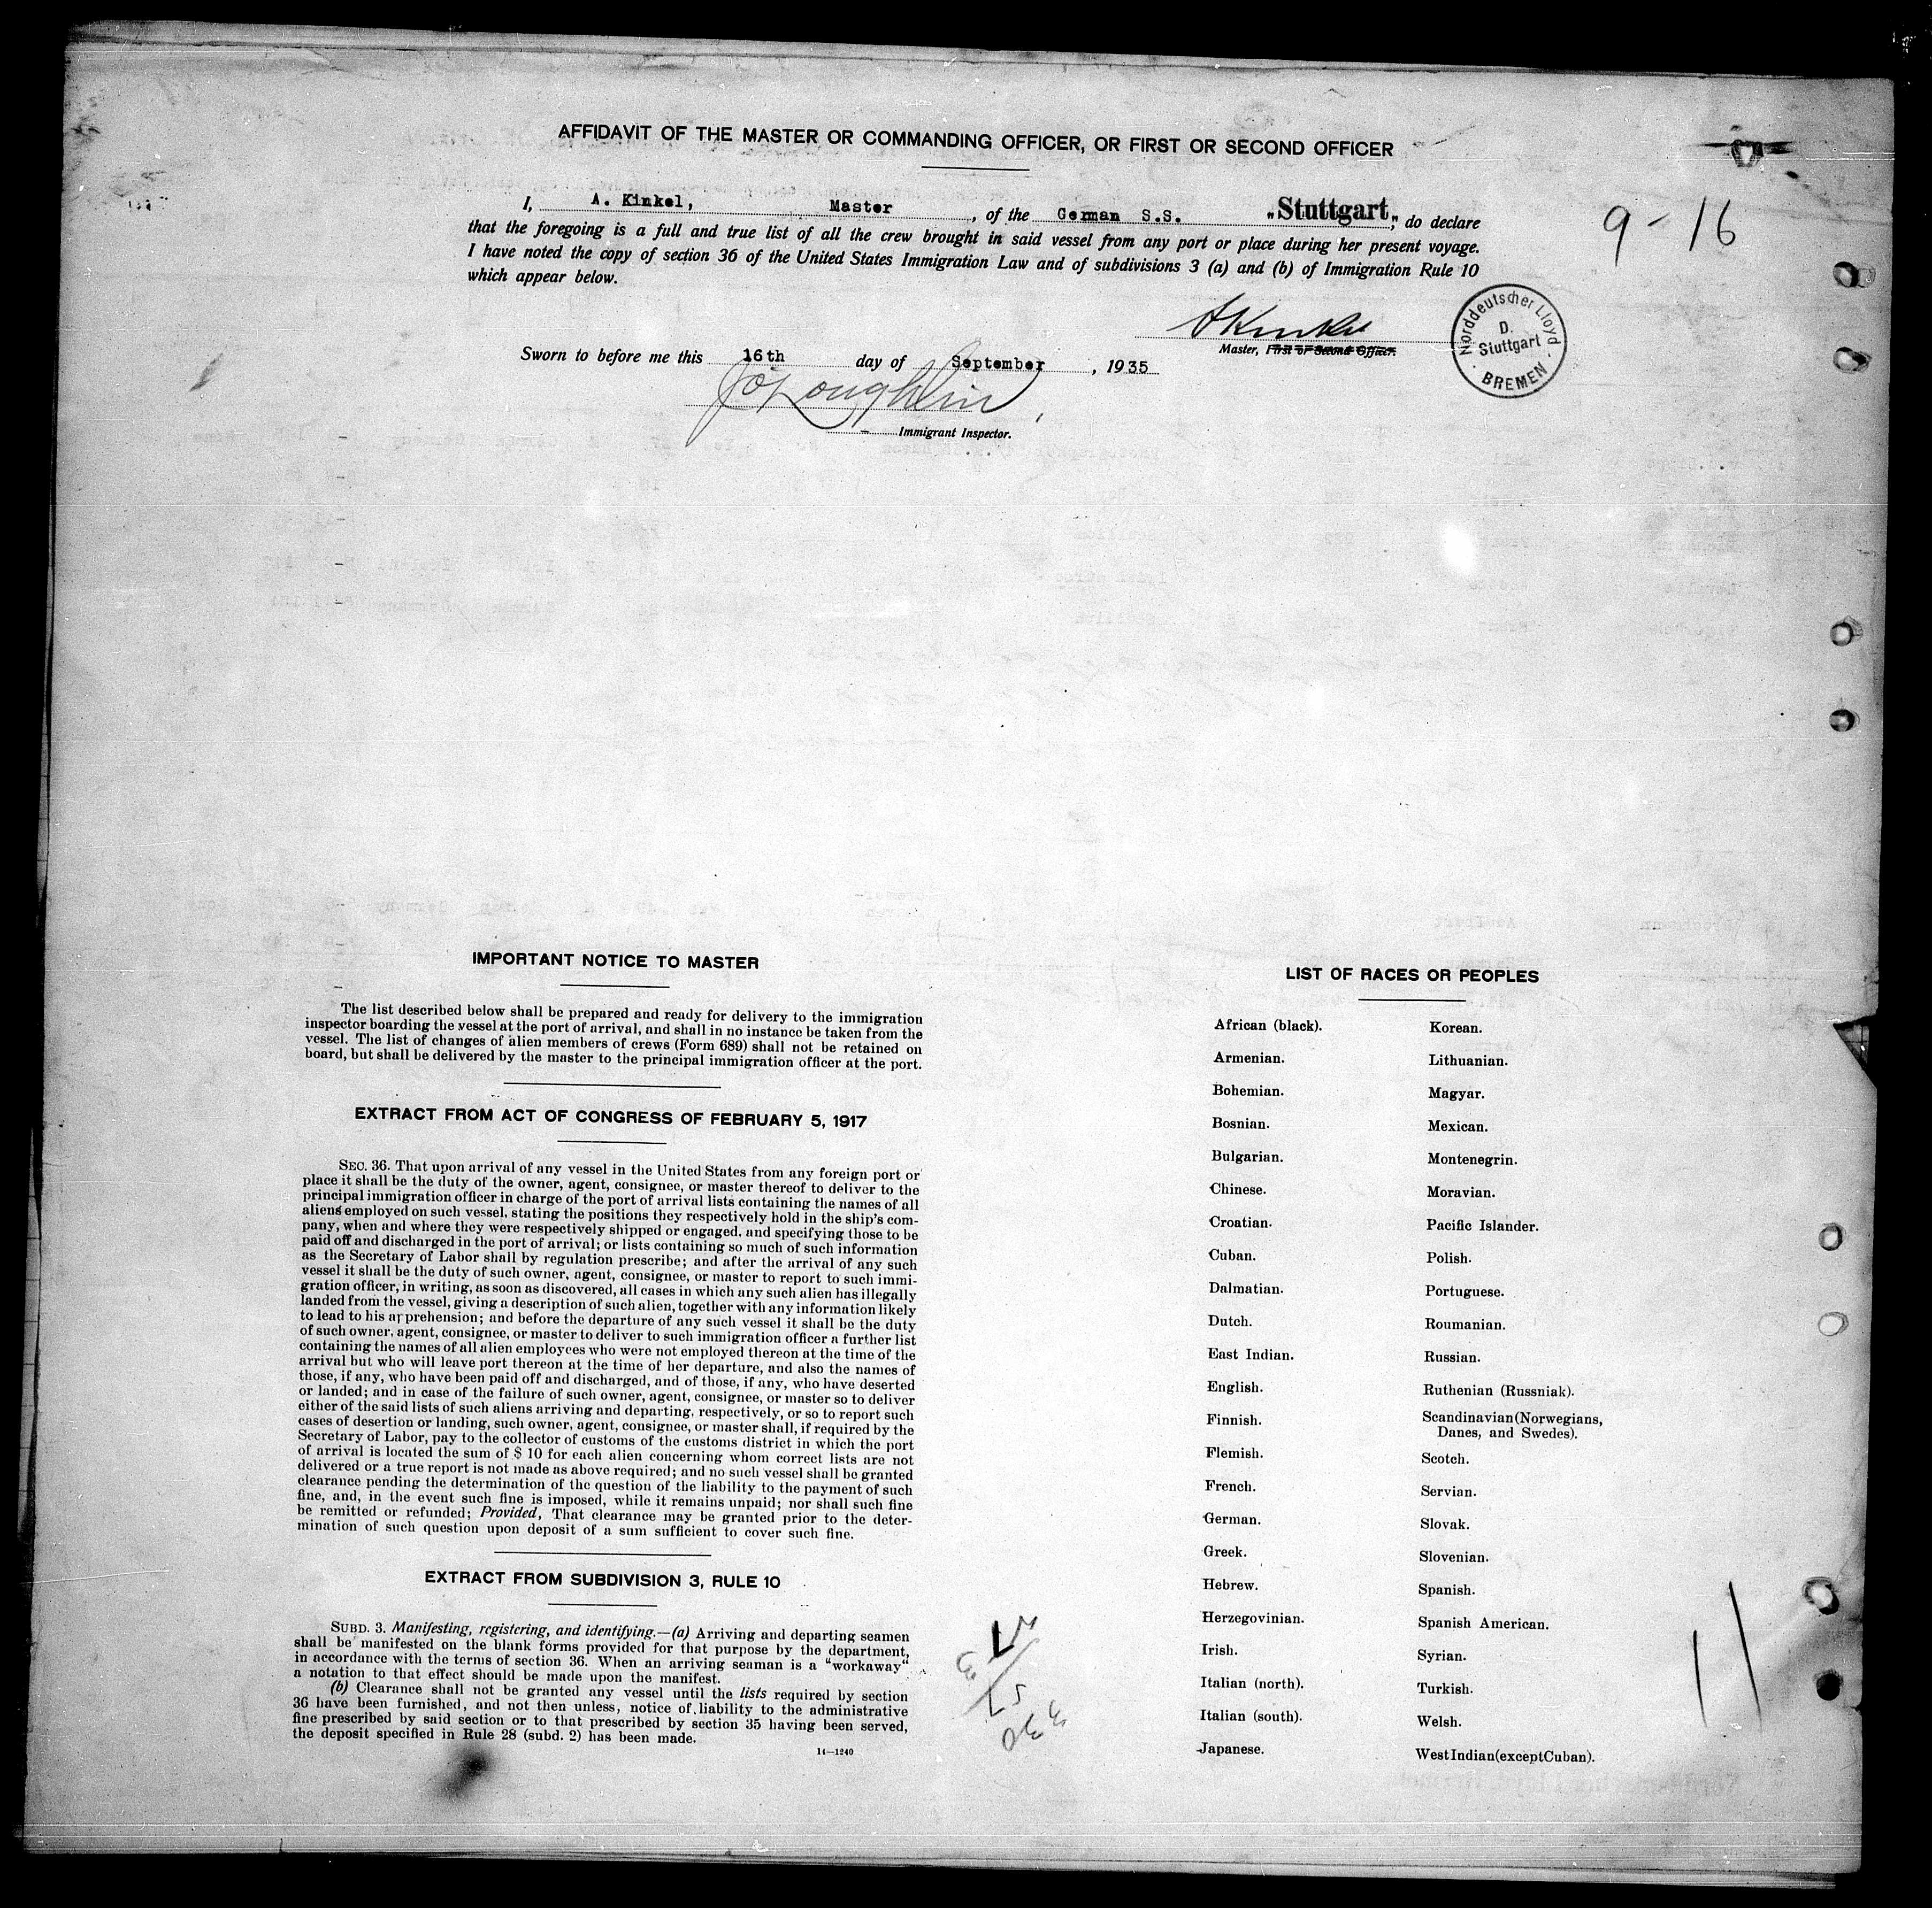 AFFIDAVIT OF THE MASTER OR COMMANDING OFFICER, OR FIRST OR SECOND OFFICER
I, A. Kinkel, Master, of the German S.S. „Stuttgart„ do declare
that the foregoing is a full and true list of all the crew brought in said vessel from any port or place during her present voyage.
I have noted the copy of section 36 of the United States Immigration Law and of subdivisions 3 (a) and (b) of Immigration Rule 10
which appear below.
9-16
AKinkel
Master, First or Second Officer.
Norddeutscher Lloyd
D.
Stuttgart
BREMEN
Sworn to before me this 16th day of September, 1935
Immigrant Inspector.
IMPORTANT NOTICE TO MASTER
The list described below shall be prepared and ready for delivery to the immigration
inspector boarding the vessel at the port of arrival, and shall in no instance be taken from the
vessel. The list of changes of alien members of crews (Form 689) shall not be retained on
board, but shall be delivered by the master to the principal immigration officer at the port.
EXTRACT FROM ACT OF CONGRESS OF FEBRUARY 5, 1917
SEC. 36. That upon arrival of any vessel in the United States from any foreign port or
place it shall be the duty of the owner, agent, consignee, or master thereof to deliver to the
principal immigration officer in charge of the port of arrival lists containing the names of all
aliens employed on such vessel, stating the positions they respectively hold in the ship's com-
pany, when and where they were respectively shipped or engaged, and specifying those to be
paid off and discharged in the port of arrival; or lists containing so much of such information
as the Secretary of Labor shall by regulation prescribe; and after the arrival of any such
vessel it shall be the duty of such owner, agent, consignee, or master to report to such immi-
gration officer, in writing, as soon as discovered, all cases in which any such alien has illegally
landed from the vessel, giving a description of such alien, together with any information likely
to lead to his apprehension; and before the departure of any such vessel it shall be the duty
of such owner, agent, consignee, or master to deliver to such immigration officer a further list
containing the names of all alien employees who were not employed thereon at the time of the
arrival but who will leave port thereon at the time of her departure, and also the names of
those, if any, who have been paid off and discharged, and of those, if any, who have deserted
or landed; and in case of the failure of such owner, agent, consignee, or master so to deliver
either of the said lists of such aliens arriving and departing, respectively, or so to report such
cases of desertion or landing, such owner, agent, consignee, or master shall, if required by the
Secretary of Labor, pay to the collector of customs of the customs district in which the port
of arrival is located the sum of $ 10 for each alien concerning whom correct lists are not
delivered or a true report is not made as above required; and no such vessel shall be granted
clearance pending the determination of the question of the liability to the payment of such
fine, and, in the event such fine is imposed, while it remains unpaid; nor shall such fine
be remitted or refunded; Provided, That clearance may be granted prior to the deter-
mination of such question upon deposit of a sum sufficient to cover such fine.
EXTRACT FROM SUBDIVISION 3, RULE 10
SUBD. 3. Manifesting, registering, and identifying.—(a) Arriving and departing seamen
shall be manifested on the blank forms provided for that purpose by the department,
in accordance with the terms of section 36. When an arriving seaman is a "workaway"
a notation to that effect should be made upon the manifest.
(b) Clearance shall not be granted any vessel until the lists required by section
36 have been furnished, and not then unless, notice of liability to the administrative
fine prescribed by said section or to that prescribed by section 35 having been served,
the deposit specified in Rule 28 (subd. 2) has been made.
14—1240
LIST OF RACES OR PEOPLES
African (black).
Armenian.
Bohemian.
Bosnian.
Bulgarian.
Chinese.
Croatian.
Cuban.
Dalmatian.
Dutch.
East Indian.
English.
Finnish.
Flemish.
French.
German.
Greek.
Hebrew.
Herzegovinian.
Irish.
Italian (north).
Italian (south).
Japanese.
Korean.
Lithuanian.
Magyar.
Mexican.
Montenegrin.
Moravian.
Pacific Islander.
Polish.
Portuguese.
Roumanian.
Russian.
Ruthenian (Russniak).
Scandinavian (Norwegians,
Danes, and Swedes).
Scotch.
Servian.
Slovak.
Slovenian.
Spanish.
Spanish American.
Syrian.
Turkish.
Welsh.
West Indian (except Cuban).